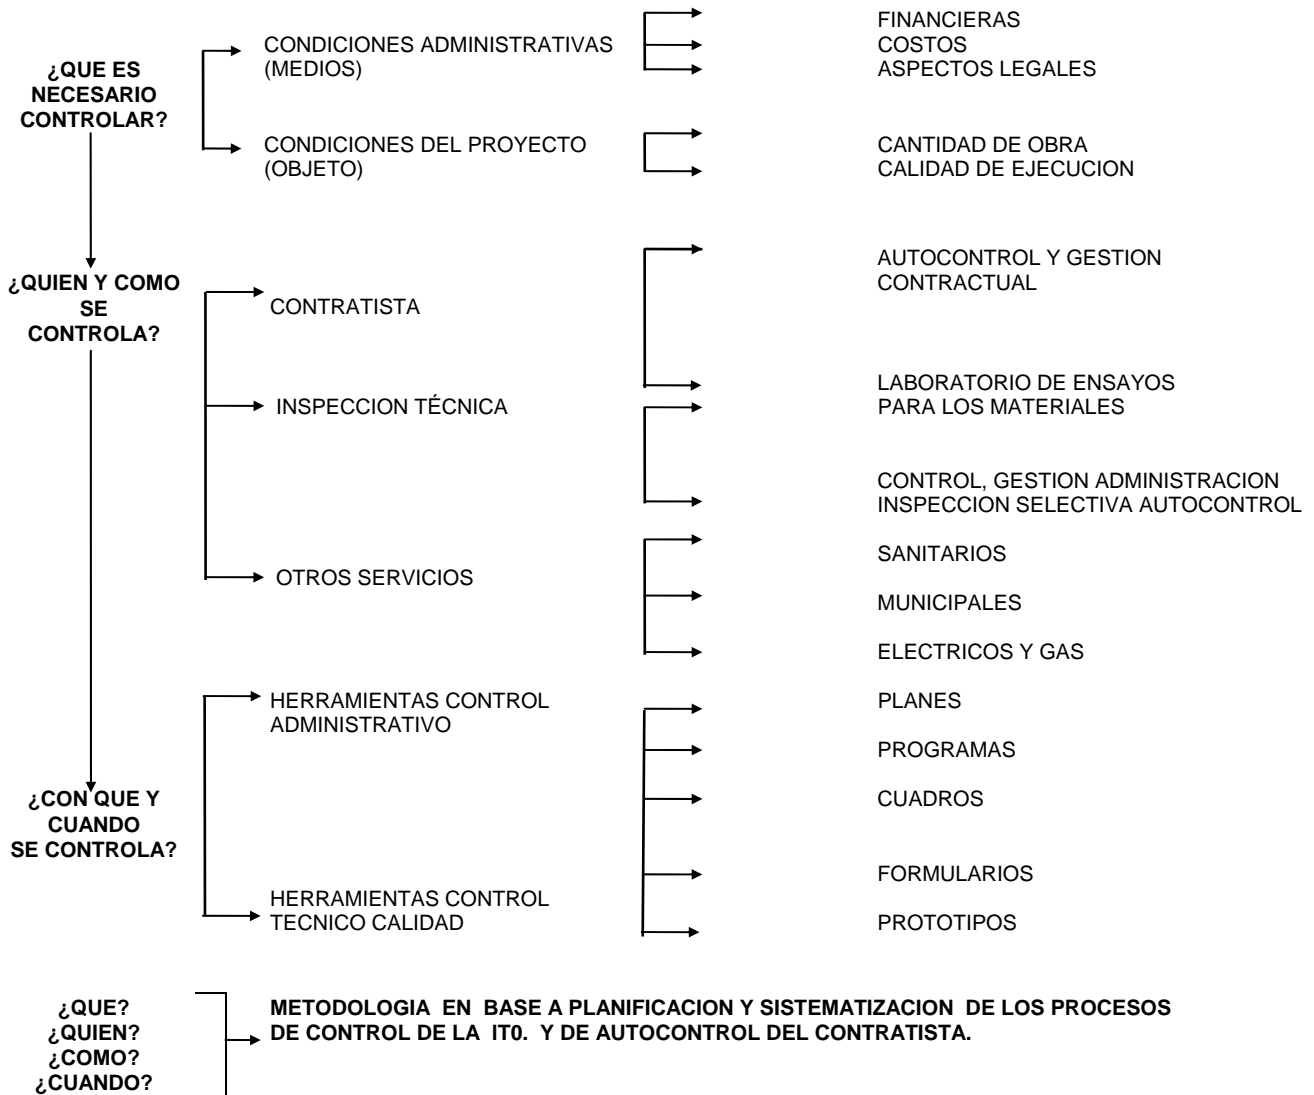 ¿QUE ES
NECESARIO
CONTROLAR?
CONDICIONES ADMINISTRATIVAS
(MEDIOS)
FINANCIERAS
COSTOS
ASPECTOS LEGALES
CONDICIONES DEL PROYECTO
(OBJETO)
CANTIDAD DE OBRA
CALIDAD DE EJECUCION
¿QUIEN Y COMO
SE
CONTROLA?
CONTRATISTA
AUTOCONTROL Y GESTION
CONTRACTUAL
INSPECCION TÉCNICA
LABORATORIO DE ENSAYOS
PARA LOS MATERIALES
CONTROL, GESTION ADMINISTRACION
INSPECCION SELECTIVA AUTOCONTROL
OTROS SERVICIOS
SANITARIOS
MUNICIPALES
ELECTRICOS Y GAS
¿CON QUE Y
CUANDO
SE CONTROLA?
HERRAMIENTAS CONTROL
ADMINISTRATIVO
HERRAMIENTAS CONTROL
TECNICO CALIDAD
PLANES
PROGRAMAS
CUADROS
FORMULARIOS
PROTOTIPOS
¿QUE?
¿QUIEN?
¿COMO?
¿CUANDO?
METODOLOGIA EN BASE A PLANIFICACION Y SISTEMATIZACION DE LOS PROCESOS
DE CONTROL DE LA IT0. Y DE AUTOCONTROL DEL CONTRATISTA.